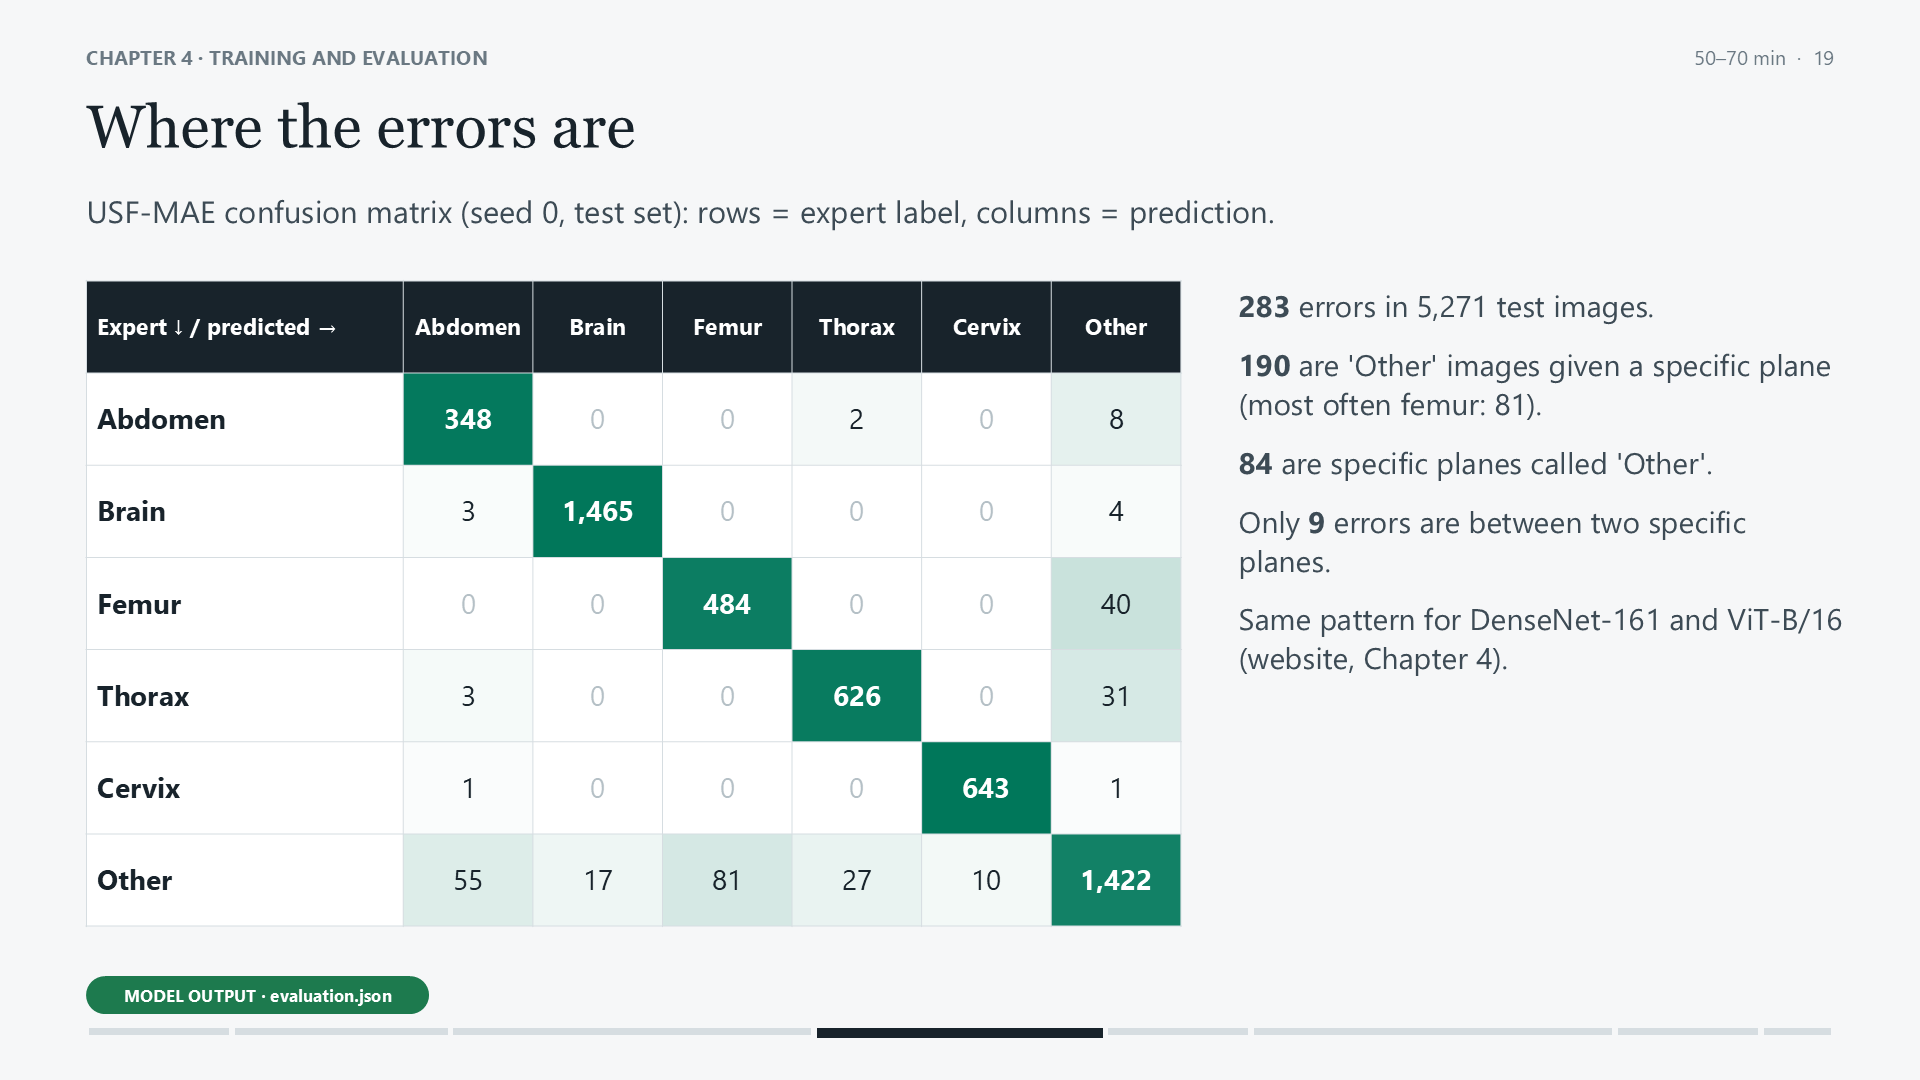 CHAPTER 4 · TRAINING AND EVALUATION
50–70 min · 19
Where the errors are
USF-MAE confusion matrix (seed 0, test set): rows = expert label, columns = prediction.
Expert ↓ / predicted → Abdomen Brain Femur Thorax Cervix Other
Abdomen 348 0 0 2 0 8
Brain 3 1,465 0 0 0 4
Femur 0 0 484 0 0 40
Thorax 3 0 0 626 0 31
Cervix 1 0 0 0 643 1
Other 55 17 81 27 10 1,422
283 errors in 5,271 test images.
190 are 'Other' images given a specific plane
(most often femur: 81).
84 are specific planes called 'Other'.
Only 9 errors are between two specific
planes.
Same pattern for DenseNet-161 and ViT-B/16
(website, Chapter 4).
MODEL OUTPUT · evaluation.json